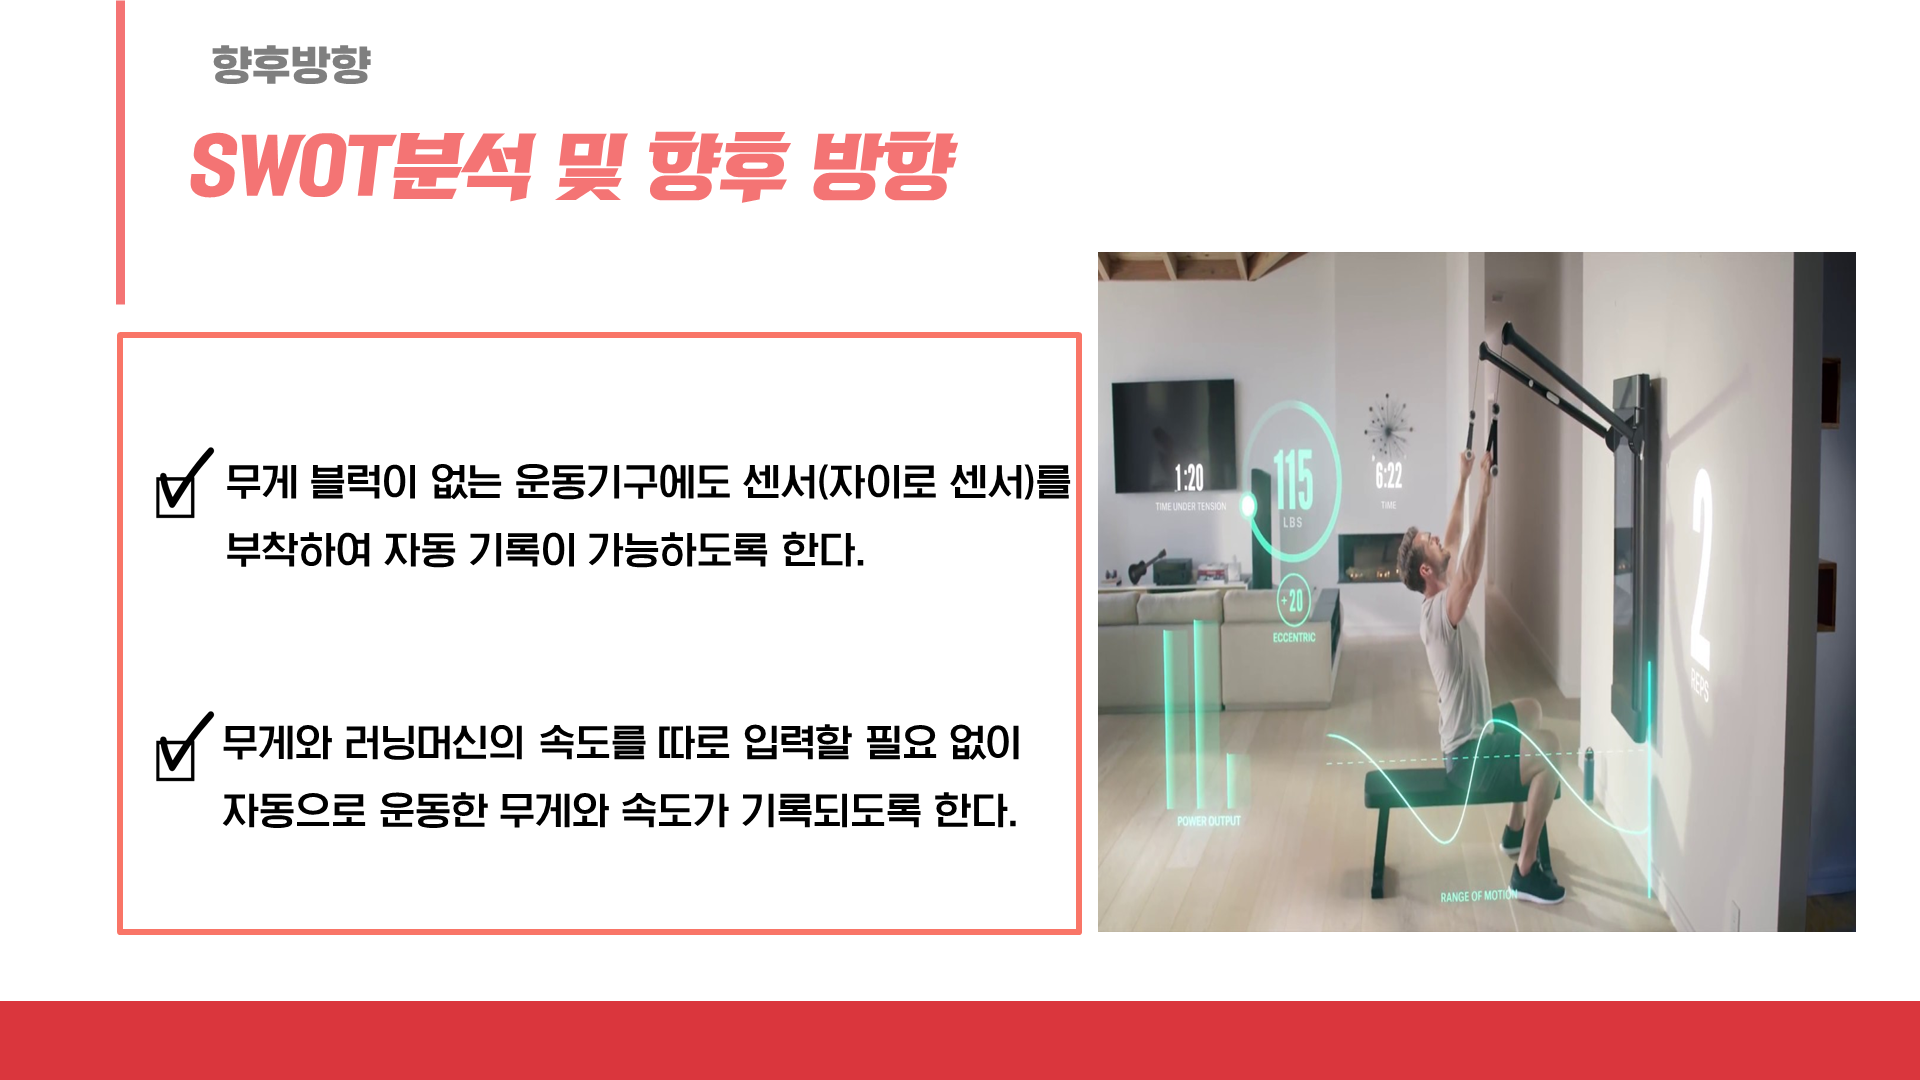 향후방향
SWOT분석 및 향후 방향
무게 블럭이 없는 운동기구에도 센서(자이로 센서)를
부착하여 자동 기록이 가능하도록 한다.
무게와 러닝머신의 속도를 따로 입력할 필요 없이
자동으로 운동한 무게와 속도가 기록되도록 한다.
1:20
TIME UNDER TENSION
115
LBS
6:22
TIME
+20
ECCENTRIC
2
REPS
POWER OUTPUT
RANGE OF MOTION